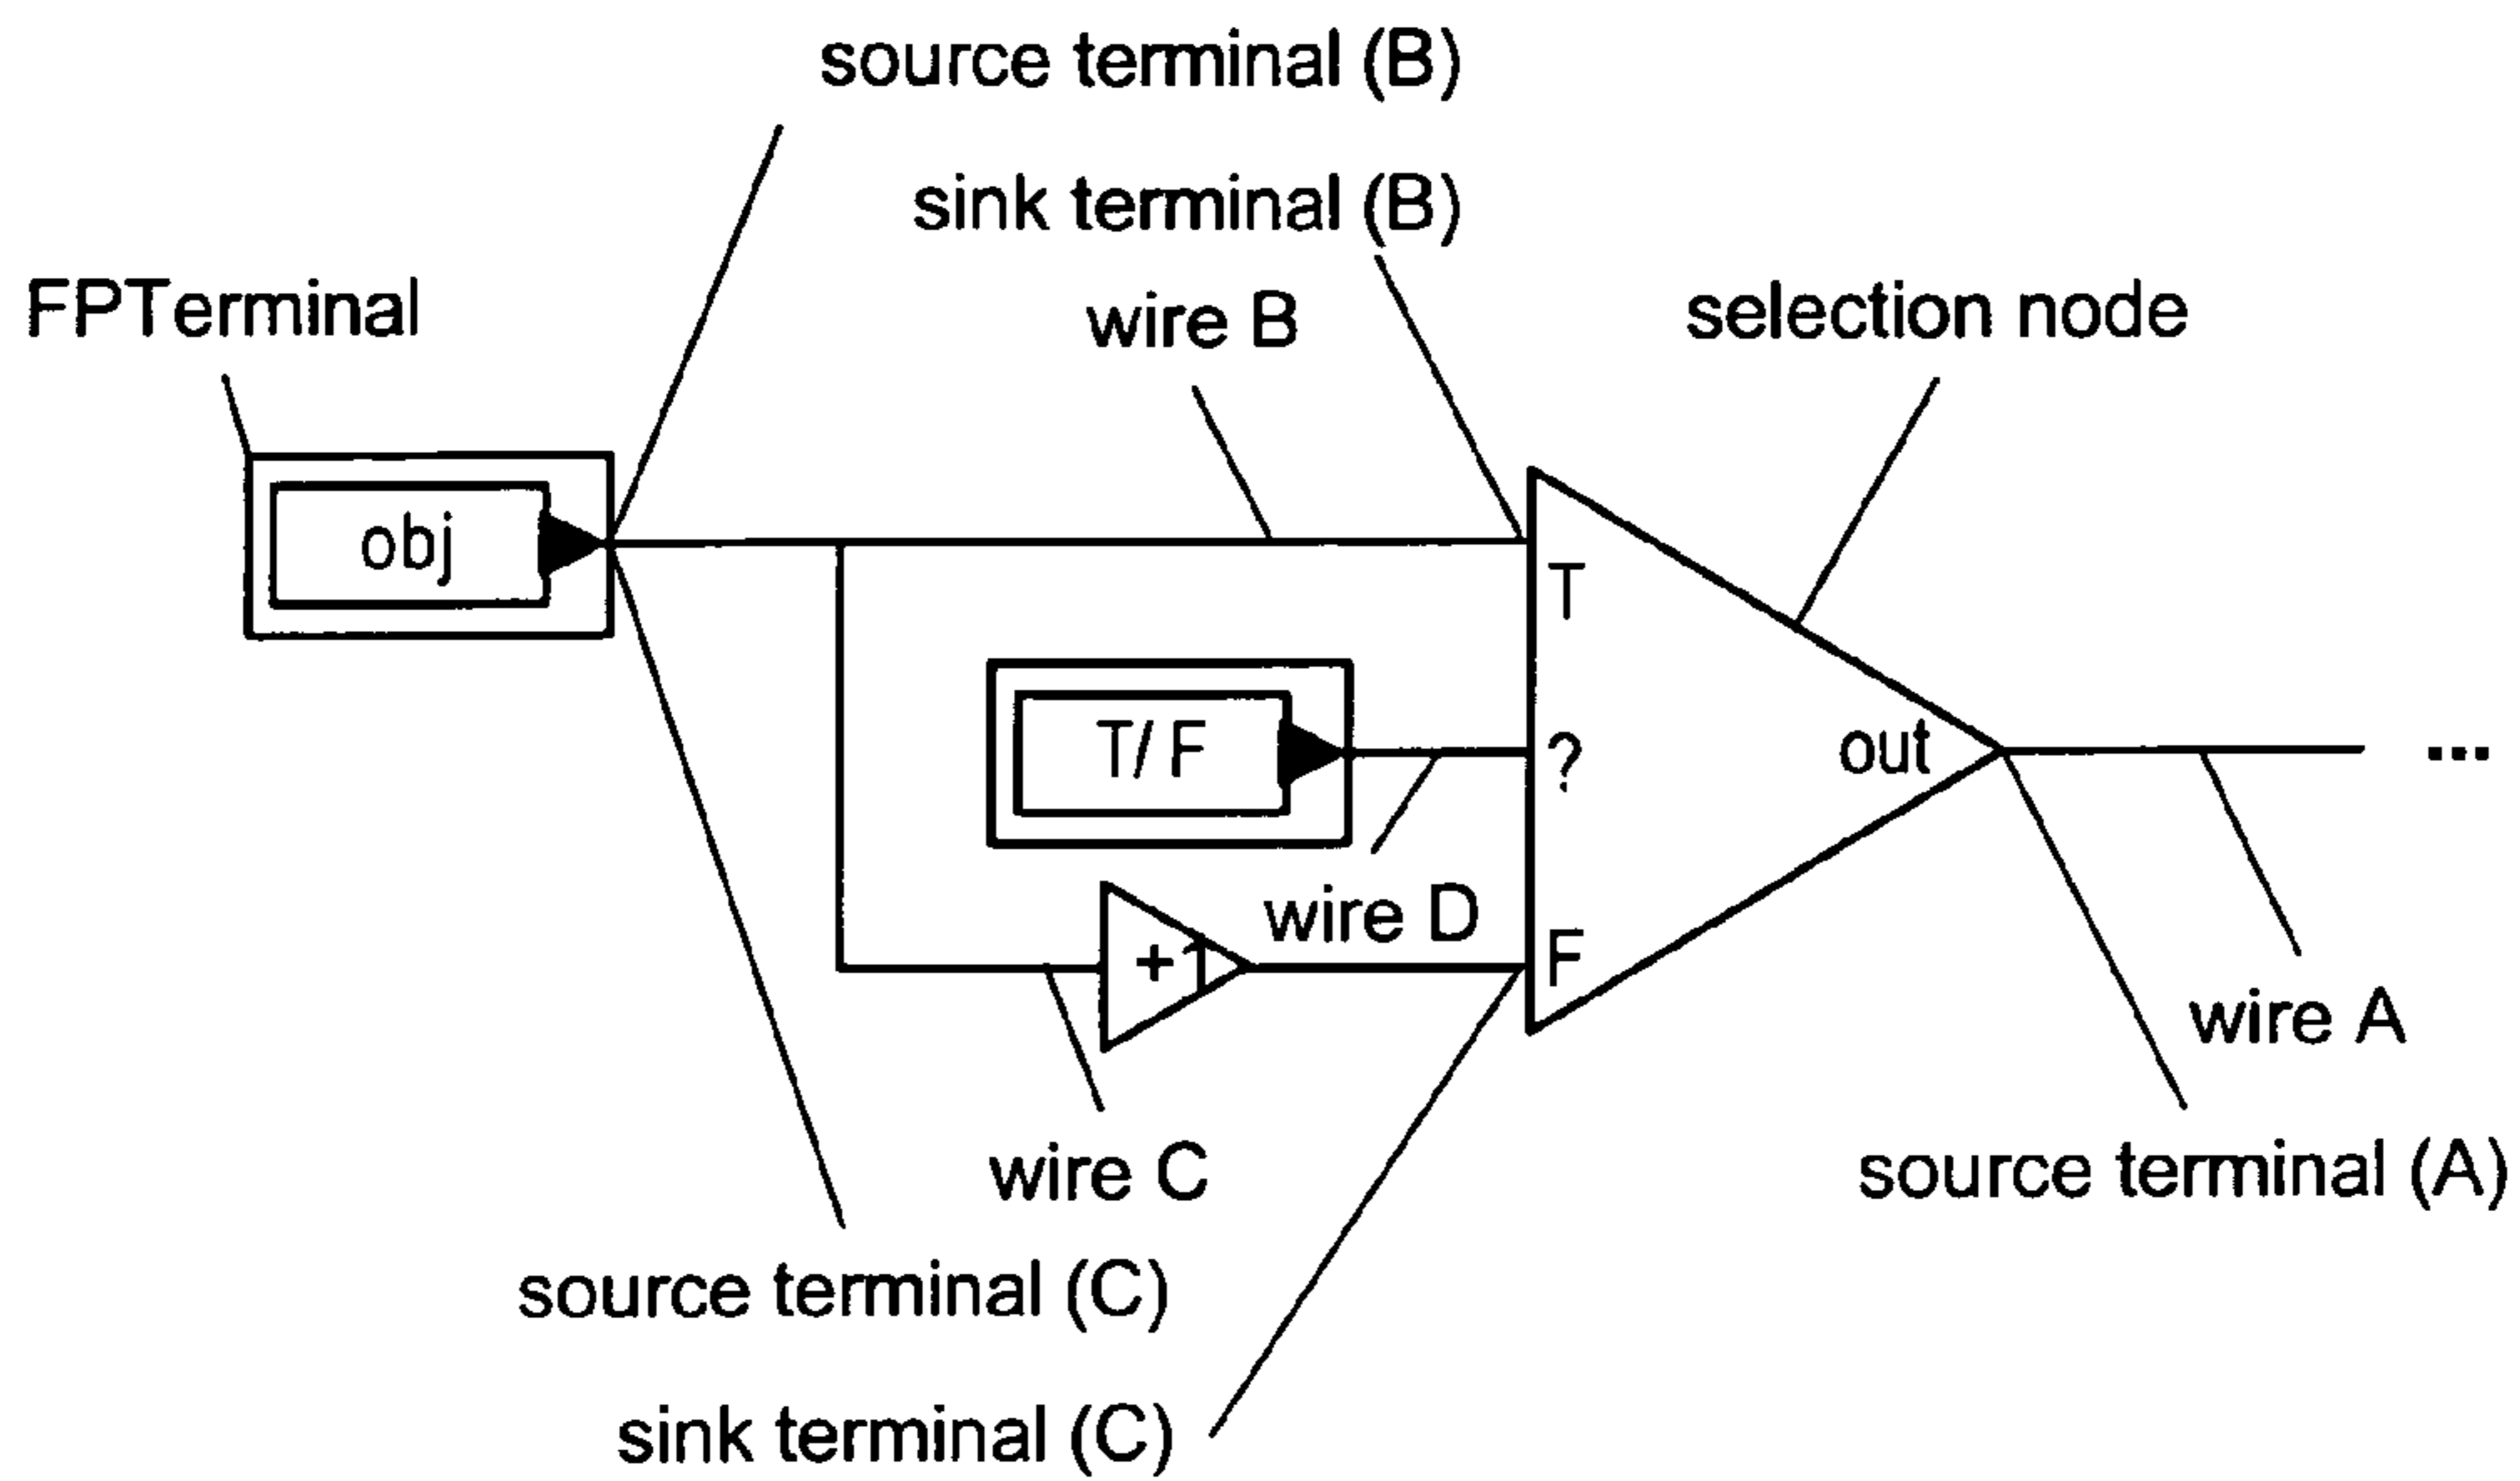 source terminal (B)
sink terminal (B)
FPTerminal
wire B
selection node
obj
T
T/F
?
out
...
wire D
+1
F
wire A
wire C
source terminal (A)
source terminal (C)
sink terminal (C)